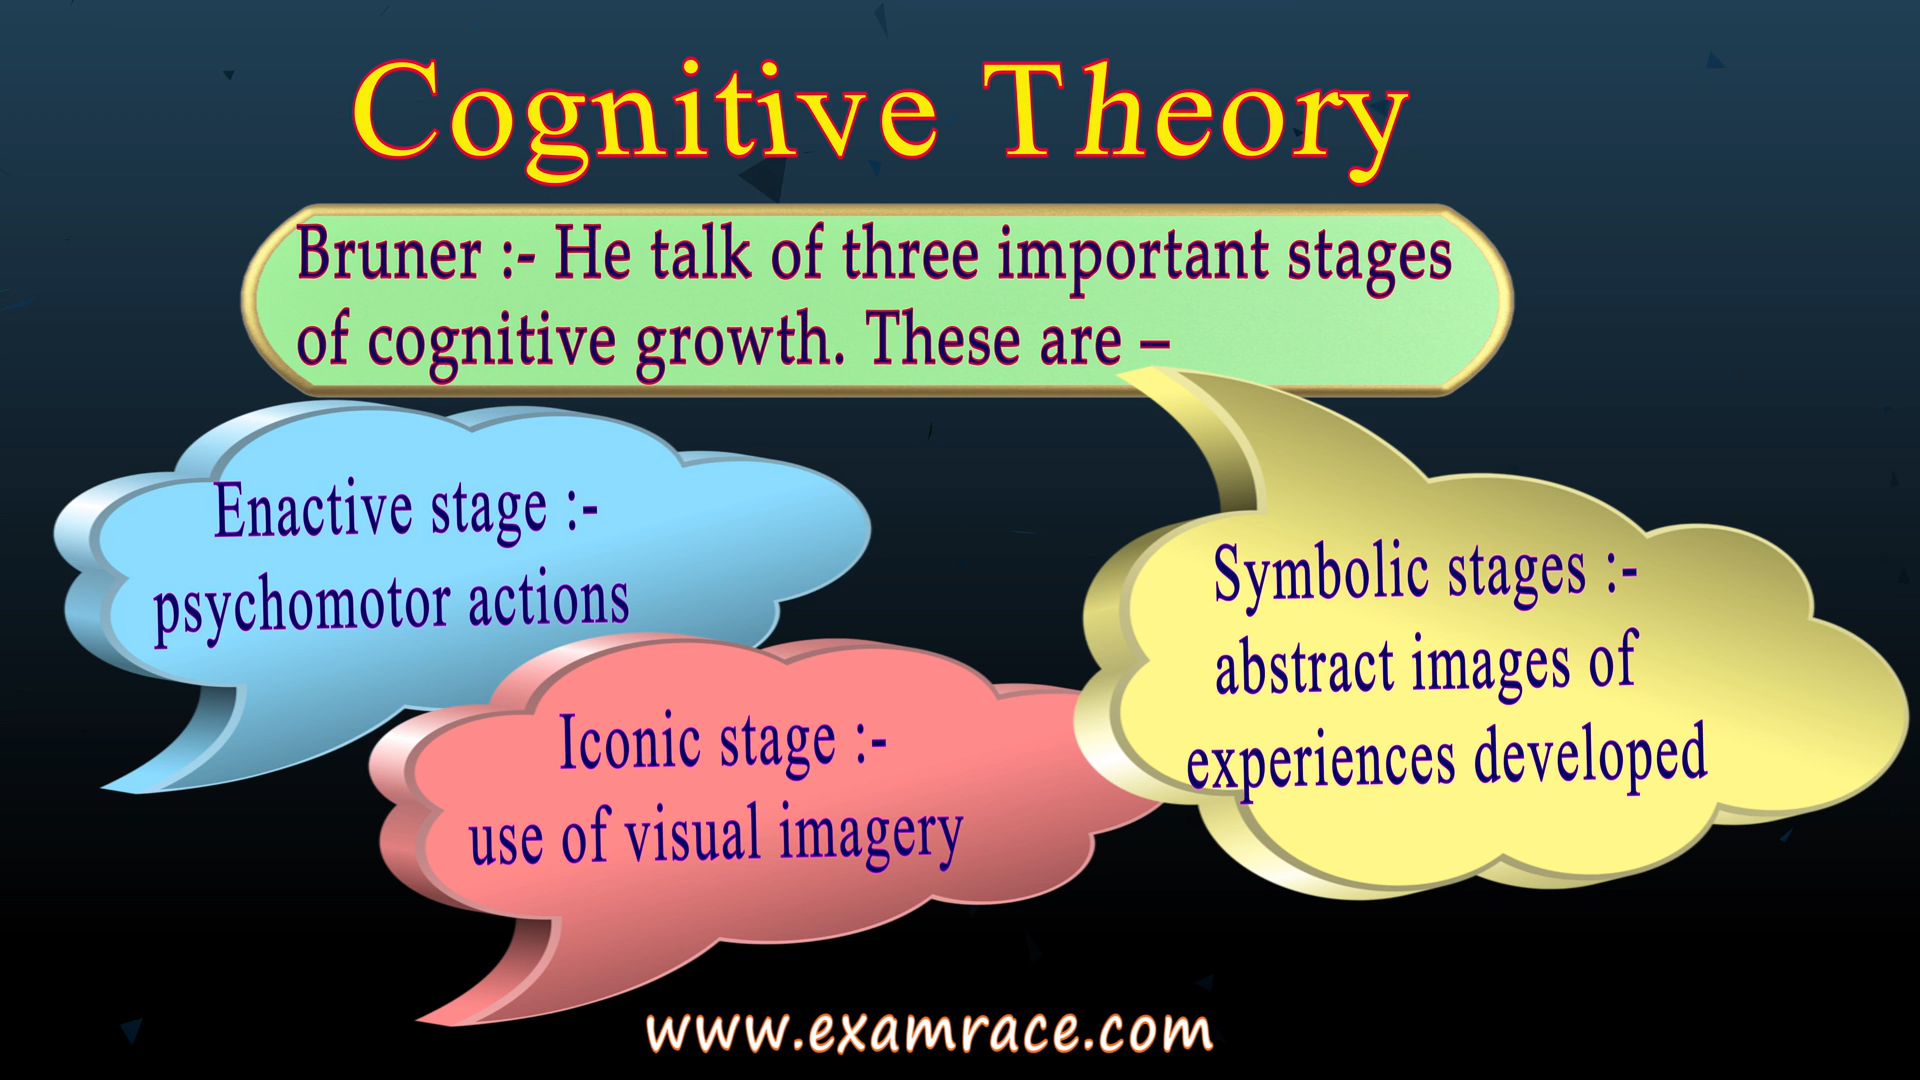 Cognitive Theory
Bruner :- He talk of three important stages
of cognitive growth. These are –
Enactive stage :-
psychomotor actions
Iconic stage :-
use of visual imagery
Symbolic stages :-
abstract images of
experiences developed
www.examrace.com